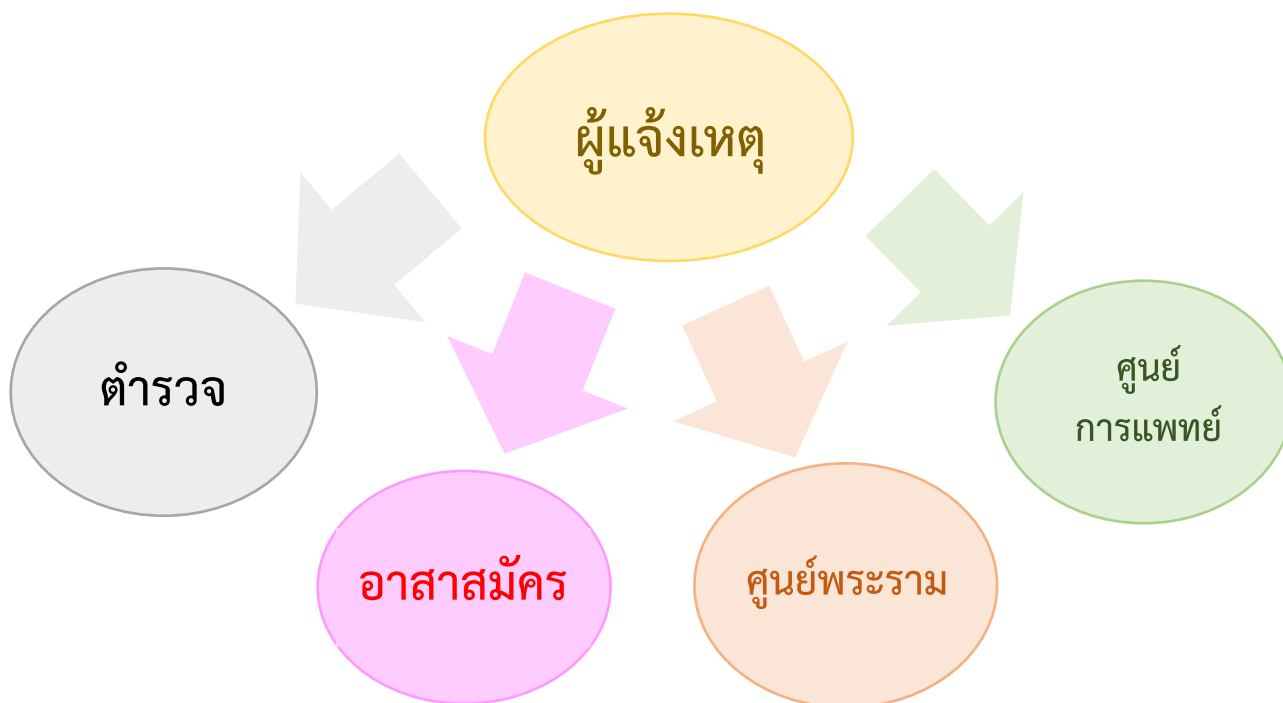 ผู้แจ้งเหตุ
ตำรวจ
อาสาสมัคร
ศูนย์พระราม
ศูนย์
การแพทย์